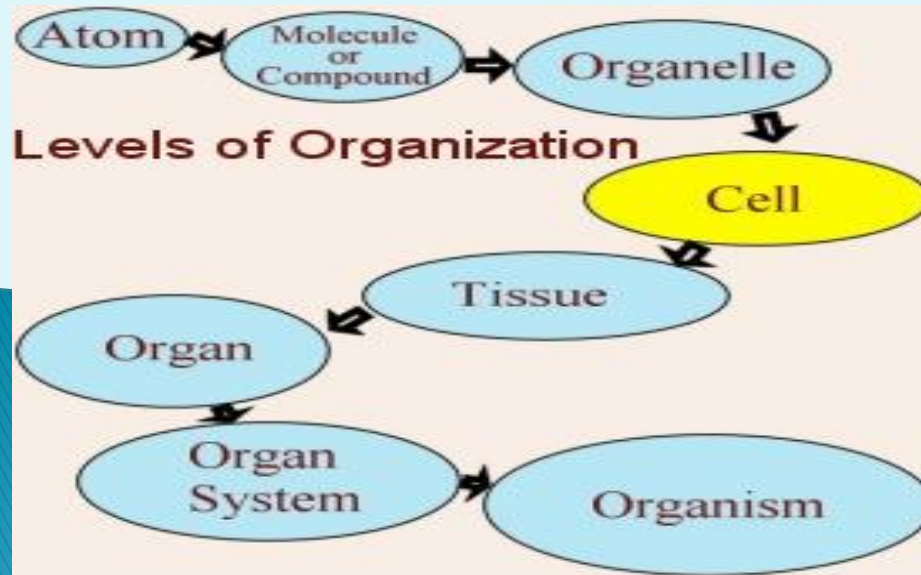 Atom
Molecule
or
Compound
Organelle
Levels of Organization
Cell
Tissue
Organ
Organ
System
Organism